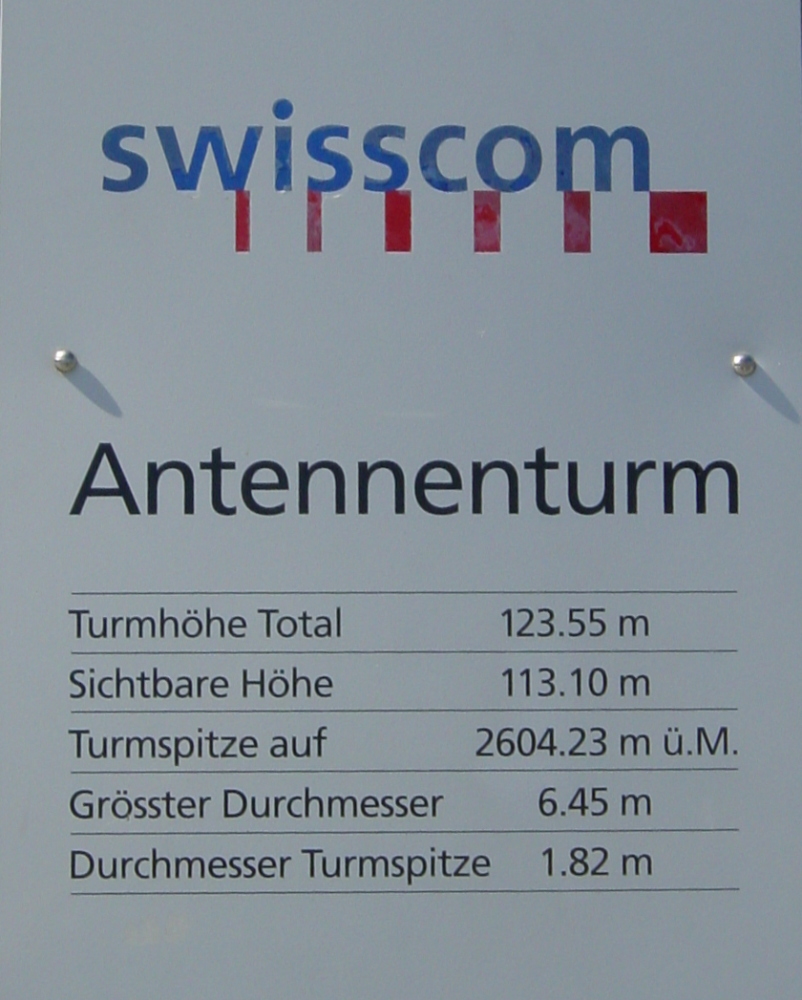 swisscom
Antennenturm
Turmhöhe Total 123.55 m
Sichtbare Höhe 113.10 m
Turmspitze auf 2604.23 m ü.M.
Grösster Durchmesser 6.45 m
Durchmesser Turmspitze 1.82 m